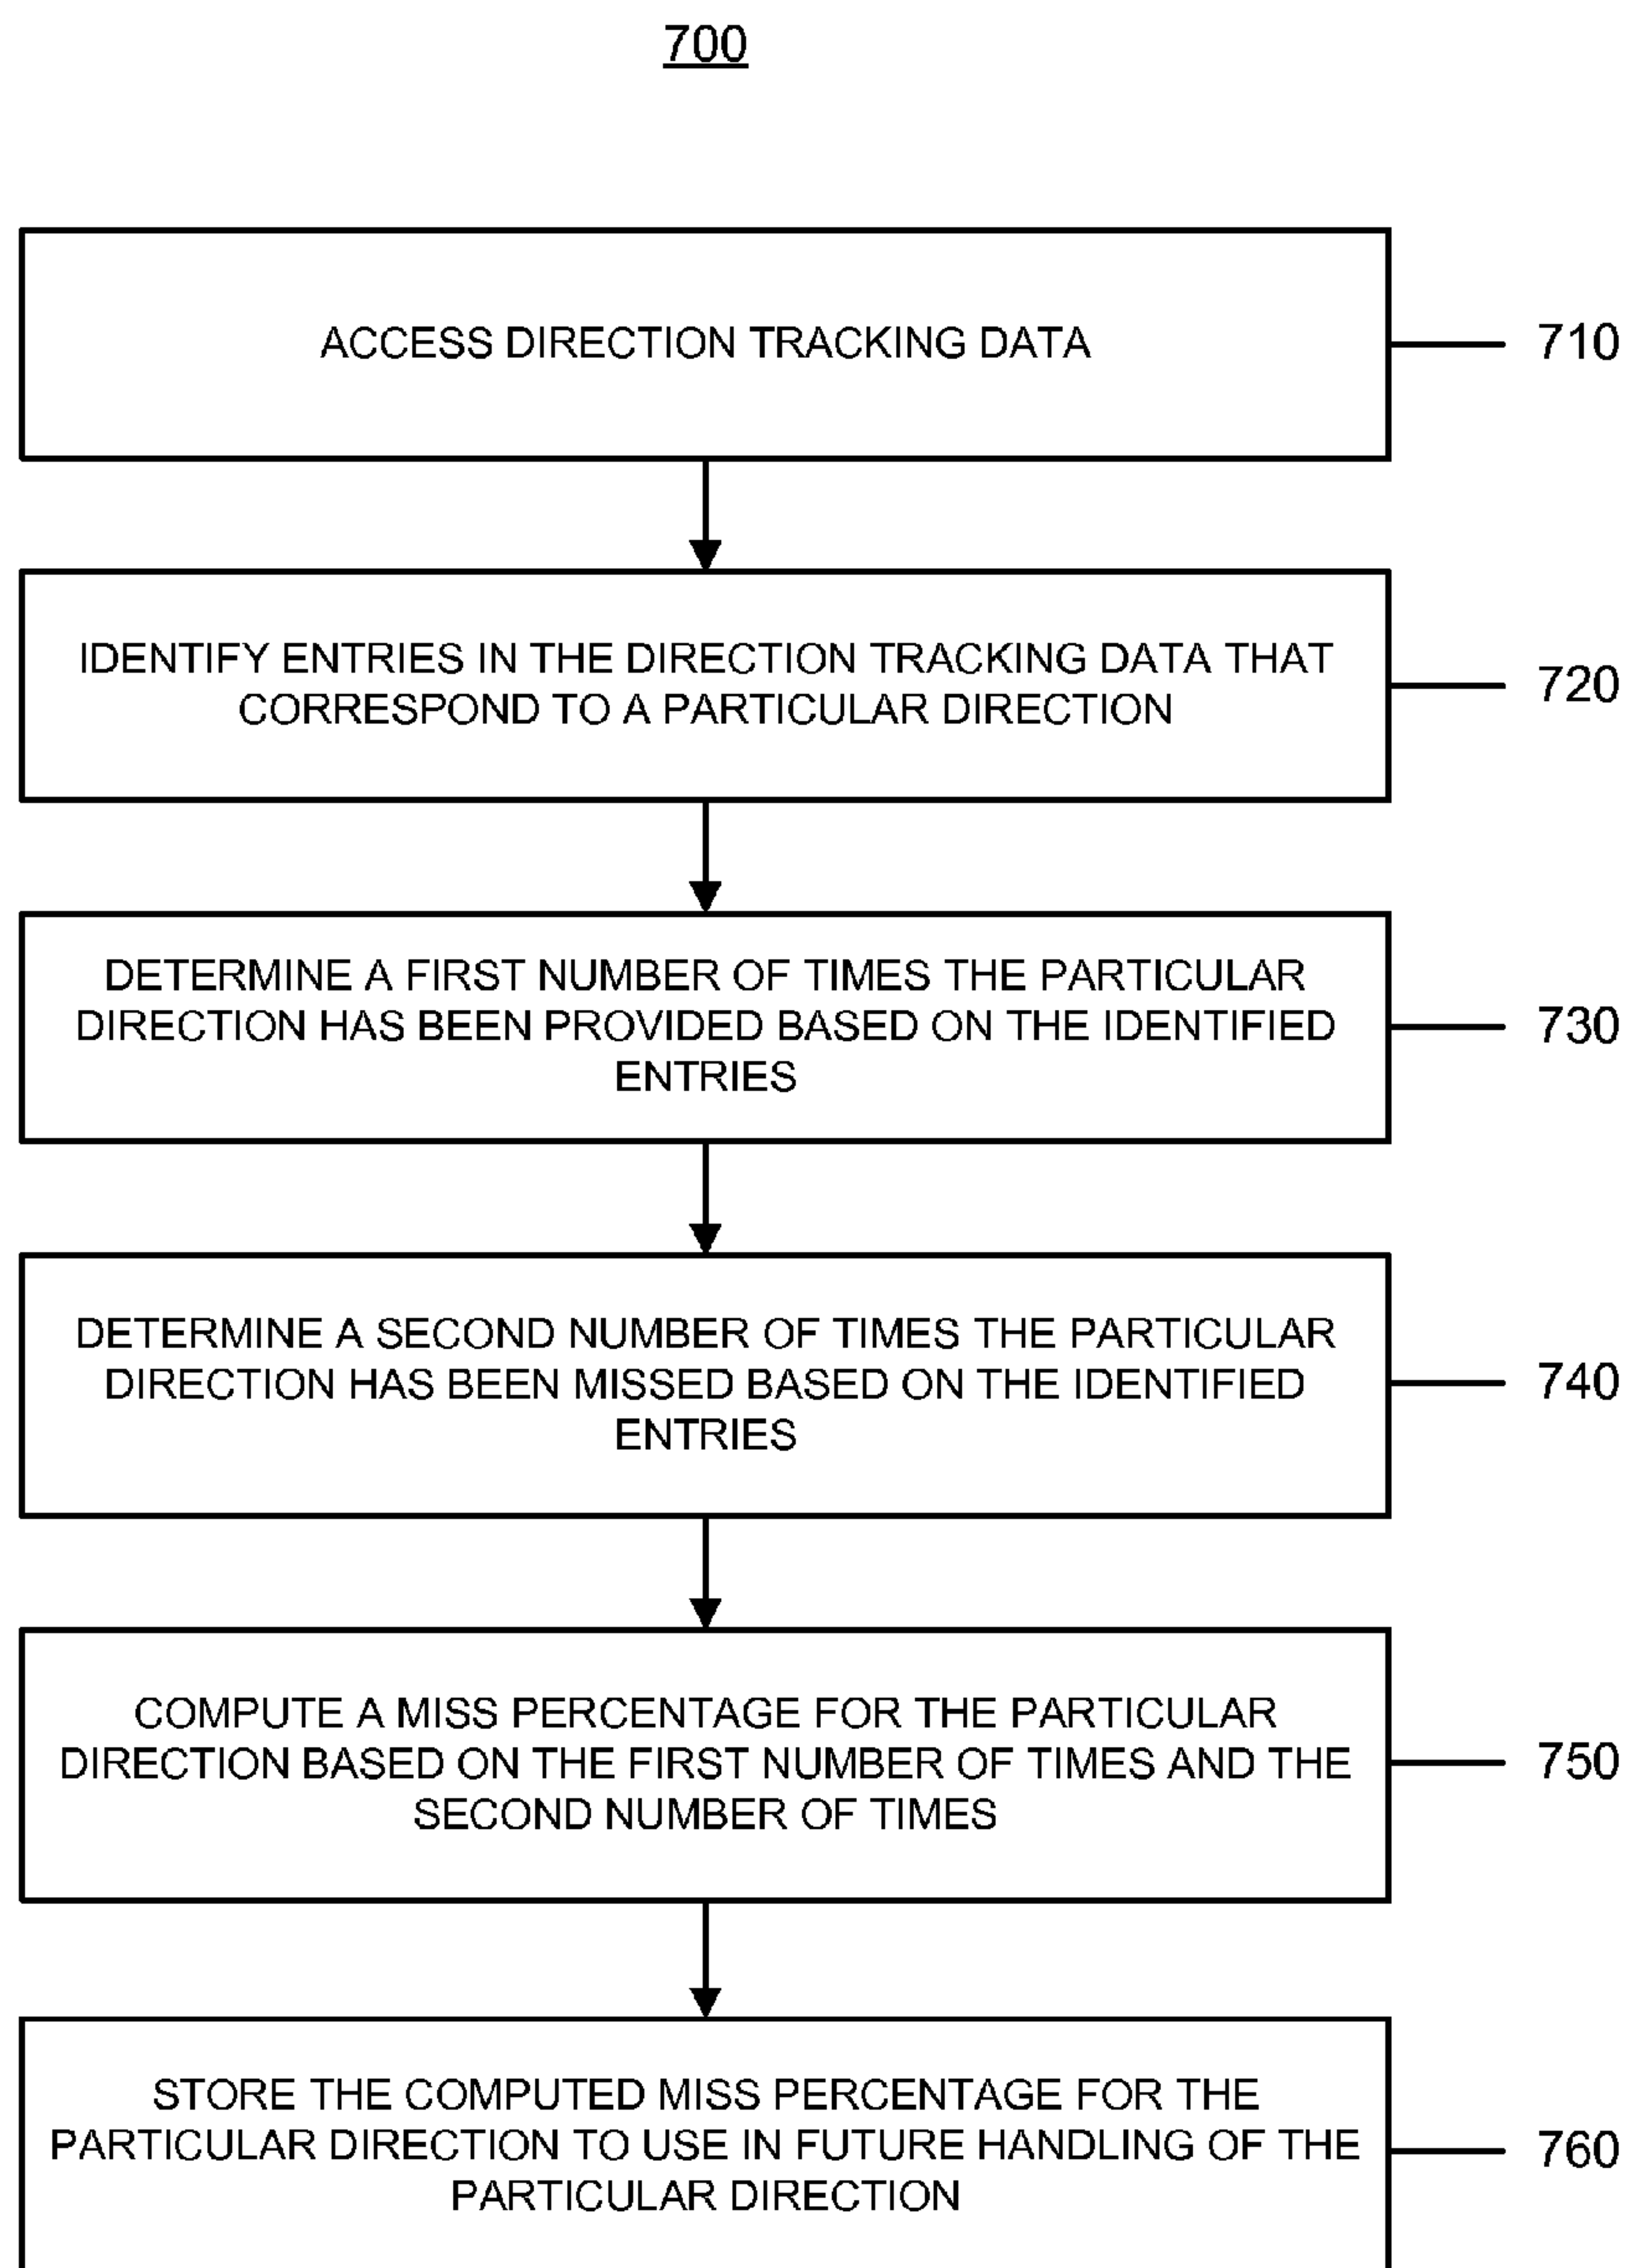 700
ACCESS DIRECTION TRACKING DATA
710
IDENTIFY ENTRIES IN THE DIRECTION TRACKING DATA THAT
CORRESPOND TO A PARTICULAR DIRECTION
720
DETERMINE A FIRST NUMBER OF TIMES THE PARTICULAR
DIRECTION HAS BEEN PROVIDED BASED ON THE IDENTIFIED
ENTRIES
730
DETERMINE A SECOND NUMBER OF TIMES THE PARTICULAR
DIRECTION HAS BEEN MISSED BASED ON THE IDENTIFIED
ENTRIES
740
COMPUTE A MISS PERCENTAGE FOR THE PARTICULAR
DIRECTION BASED ON THE FIRST NUMBER OF TIMES AND THE
SECOND NUMBER OF TIMES
750
STORE THE COMPUTED MISS PERCENTAGE FOR THE
PARTICULAR DIRECTION TO USE IN FUTURE HANDLING OF THE
PARTICULAR DIRECTION
760